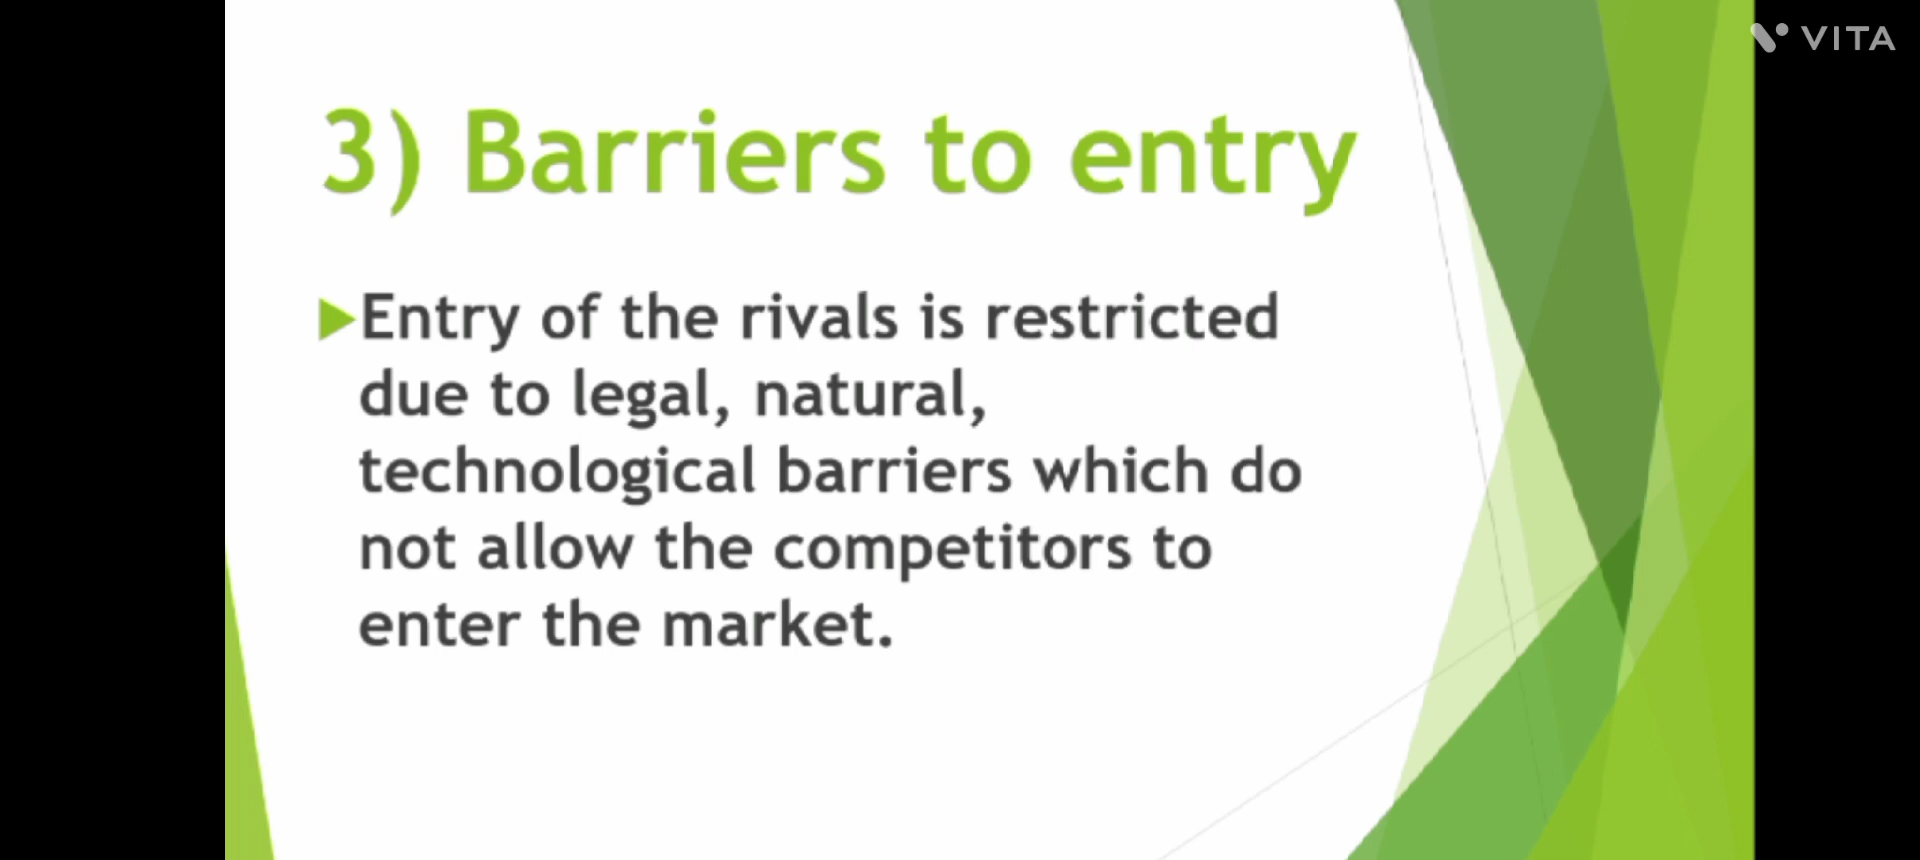 VITA
3) Barriers to entry
Entry of the rivals is restricted
due to legal, natural,
technological barriers which do
not allow the competitors to
enter the market.